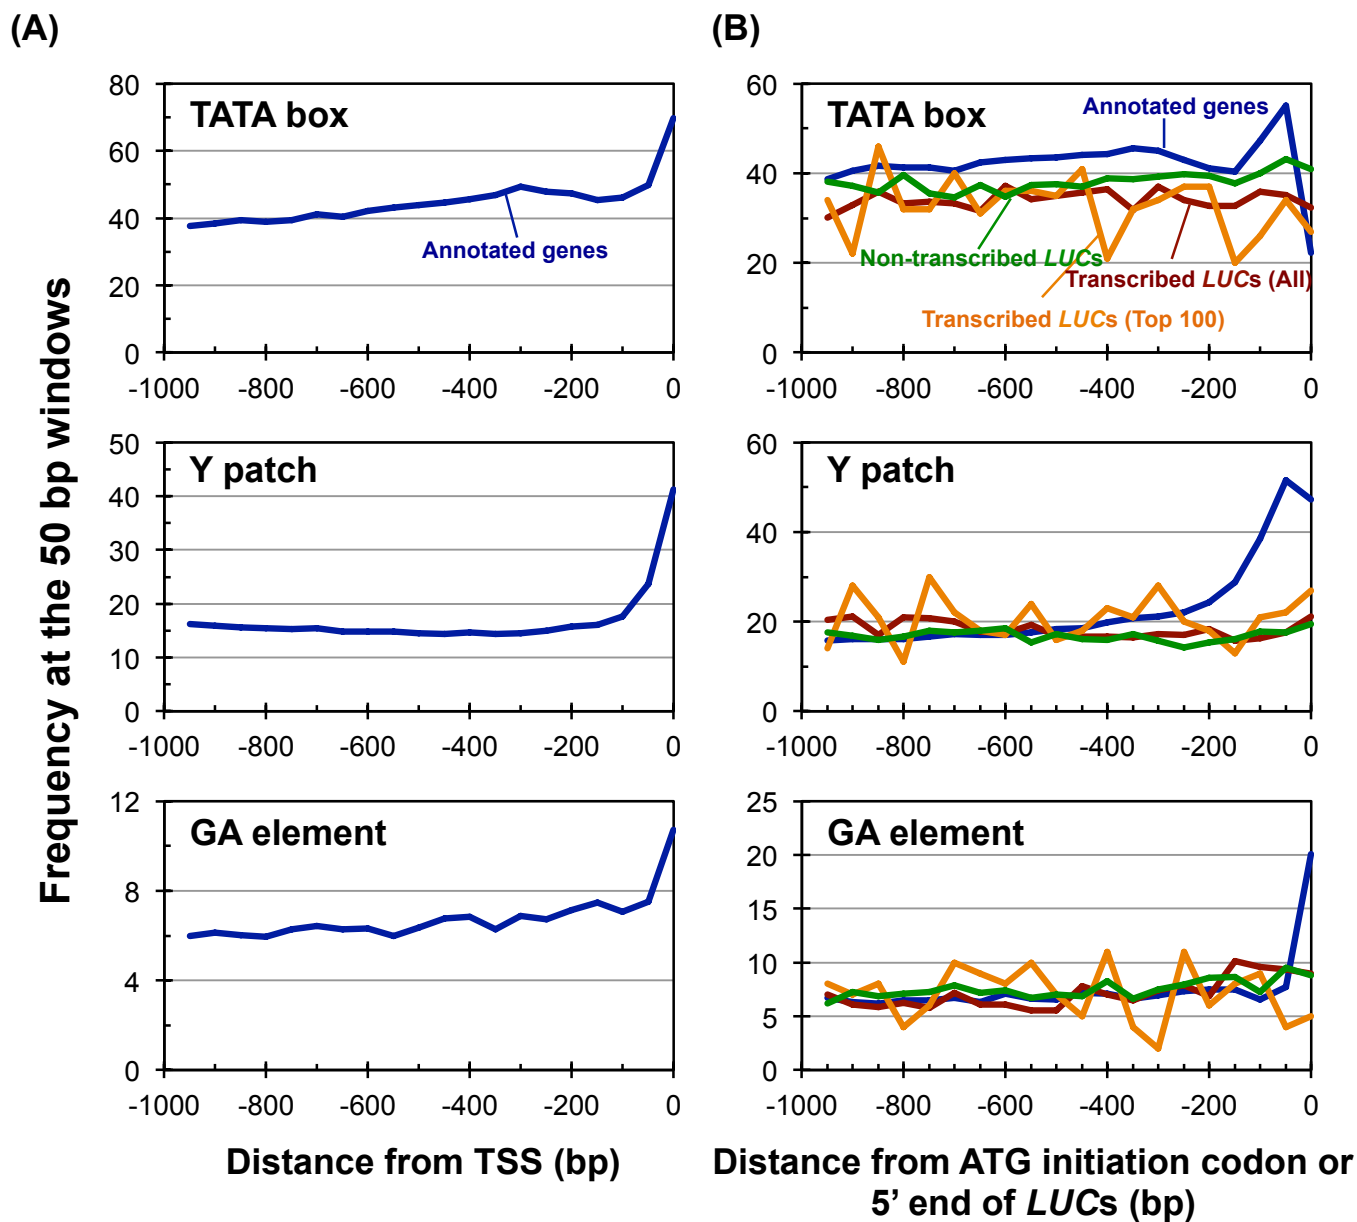 (A)
(B)
Frequency at the 50 bp windows
80
60
40
20
0
TATA box
Annotated genes
-1000 -800 -600 -400 -200 0
60
40
20
0
TATA box
Annotated genes
Non-transcribed LUCs
Transcribed LUCs (All)
Transcribed LUCs (Top 100)
-1000 -800 -600 -400 -200 0
50
40
30
20
10
0
Y patch
-1000 -800 -600 -400 -200 0
60
40
20
0
Y patch
-1000 -800 -600 -400 -200 0
12
8
4
0
GA element
-1000 -800 -600 -400 -200 0
Distance from TSS (bp)
25
20
15
10
5
0
GA element
-1000 -800 -600 -400 -200 0
Distance from ATG initiation codon or
5’ end of LUCs (bp)